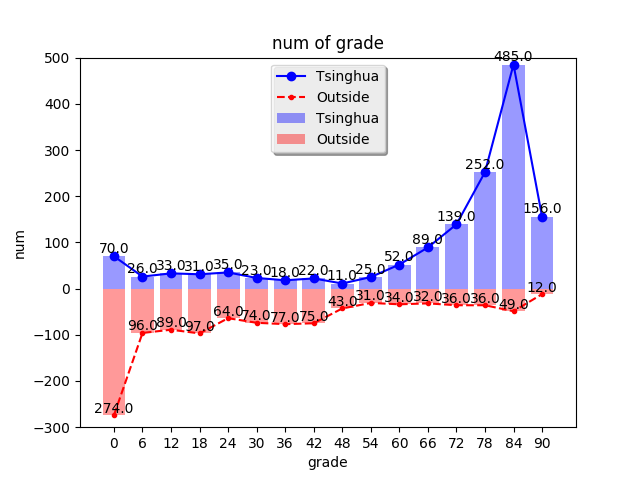 num of grade
Tsinghua
Outside
Tsinghua
Outside
num
500
400
300
200
100
0
−100
−200
−300
70.0 26.0 33.0 31.0 35.0 23.0 18.0 22.0 11.0 25.0 52.0 89.0 139.0 252.0 485.0 156.0
274.0 96.0 89.0 97.0 64.0 74.0 77.0 75.0 43.0 31.0 34.0 32.0 36.0 36.0 49.0 12.0
0 6 12 18 24 30 36 42 48 54 60 66 72 78 84 90
grade